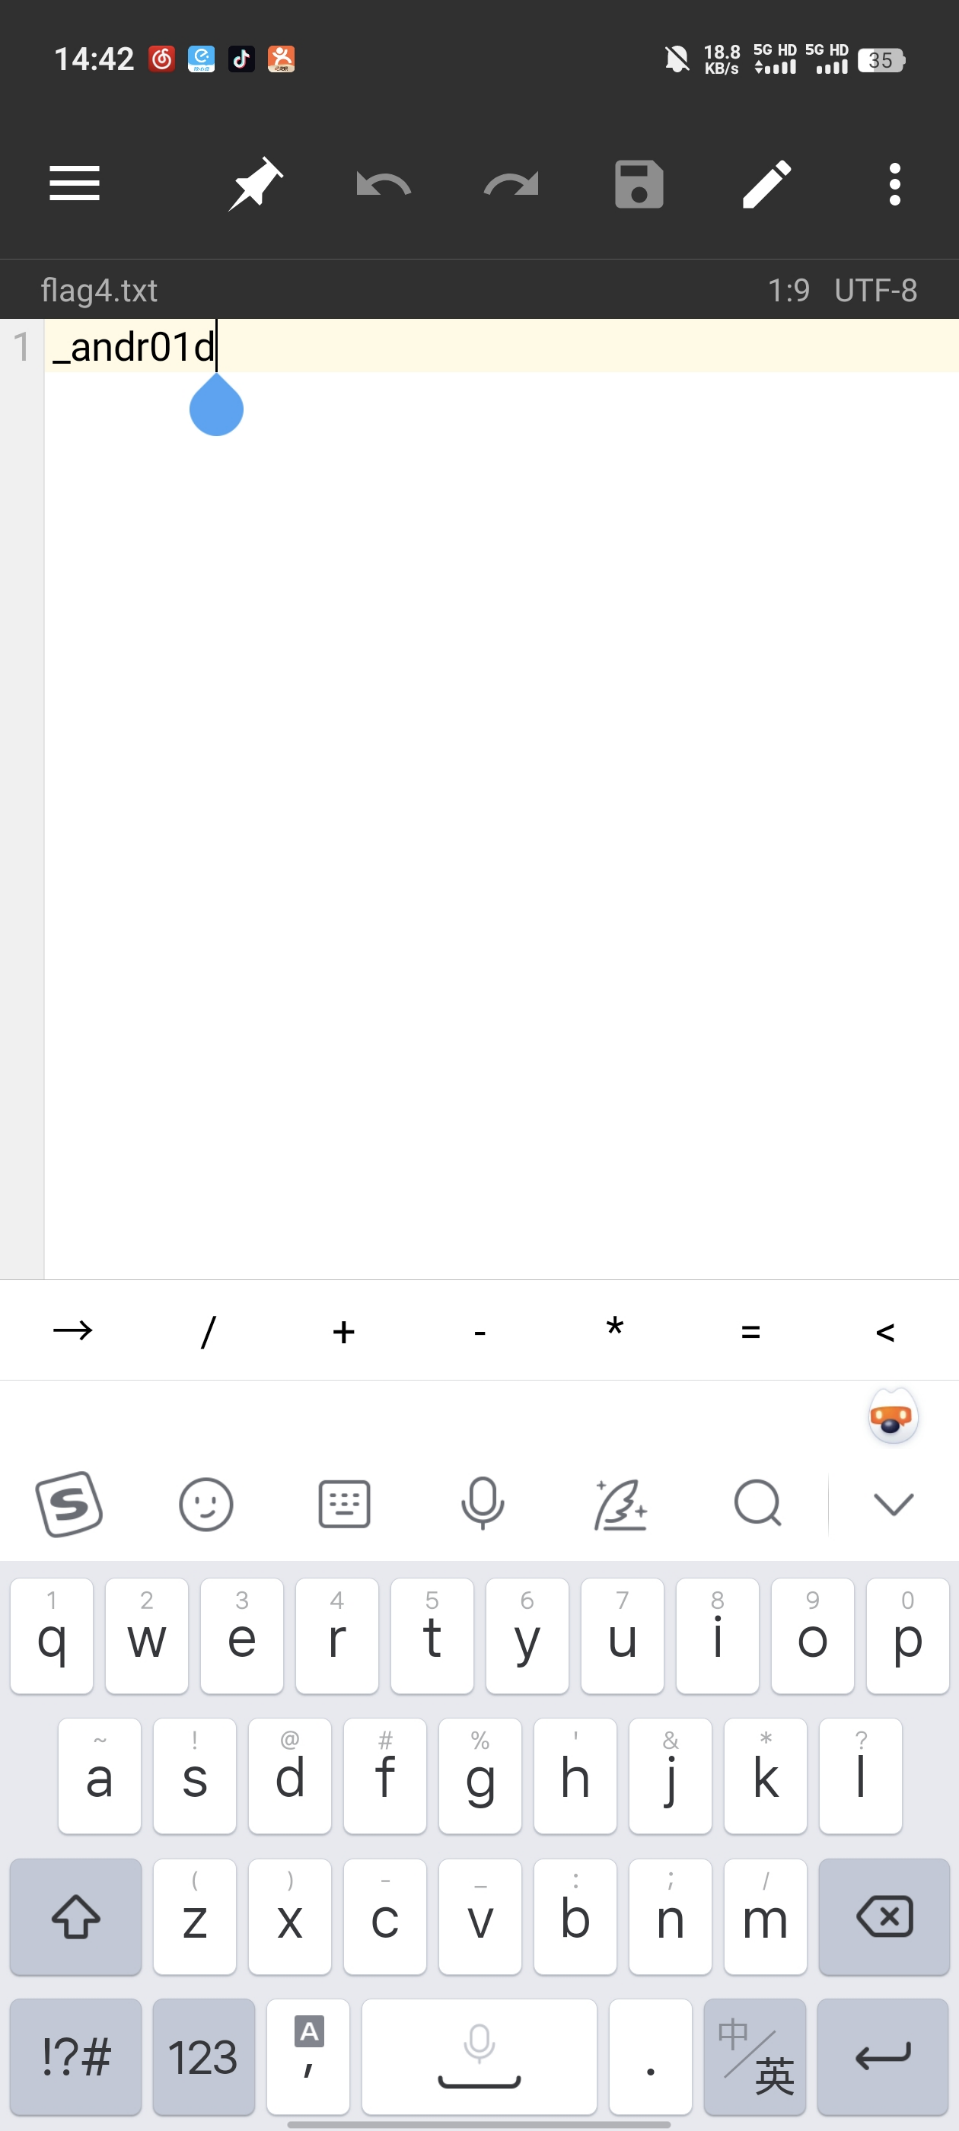 14:42 18.8 KB/s 5G HD 5G HD 35
flag4.txt 1:9 UTF-8
1 _andr01d
→ / + - * = <
S
1 2 3 4 5 6 7 8 9 0
q w e r t y u i o p
~ ! @ # % ' & * ?
a s d f g h j k l
( ) - _ : ; /
z x c v b n m
!?# 123 A , . 中/英